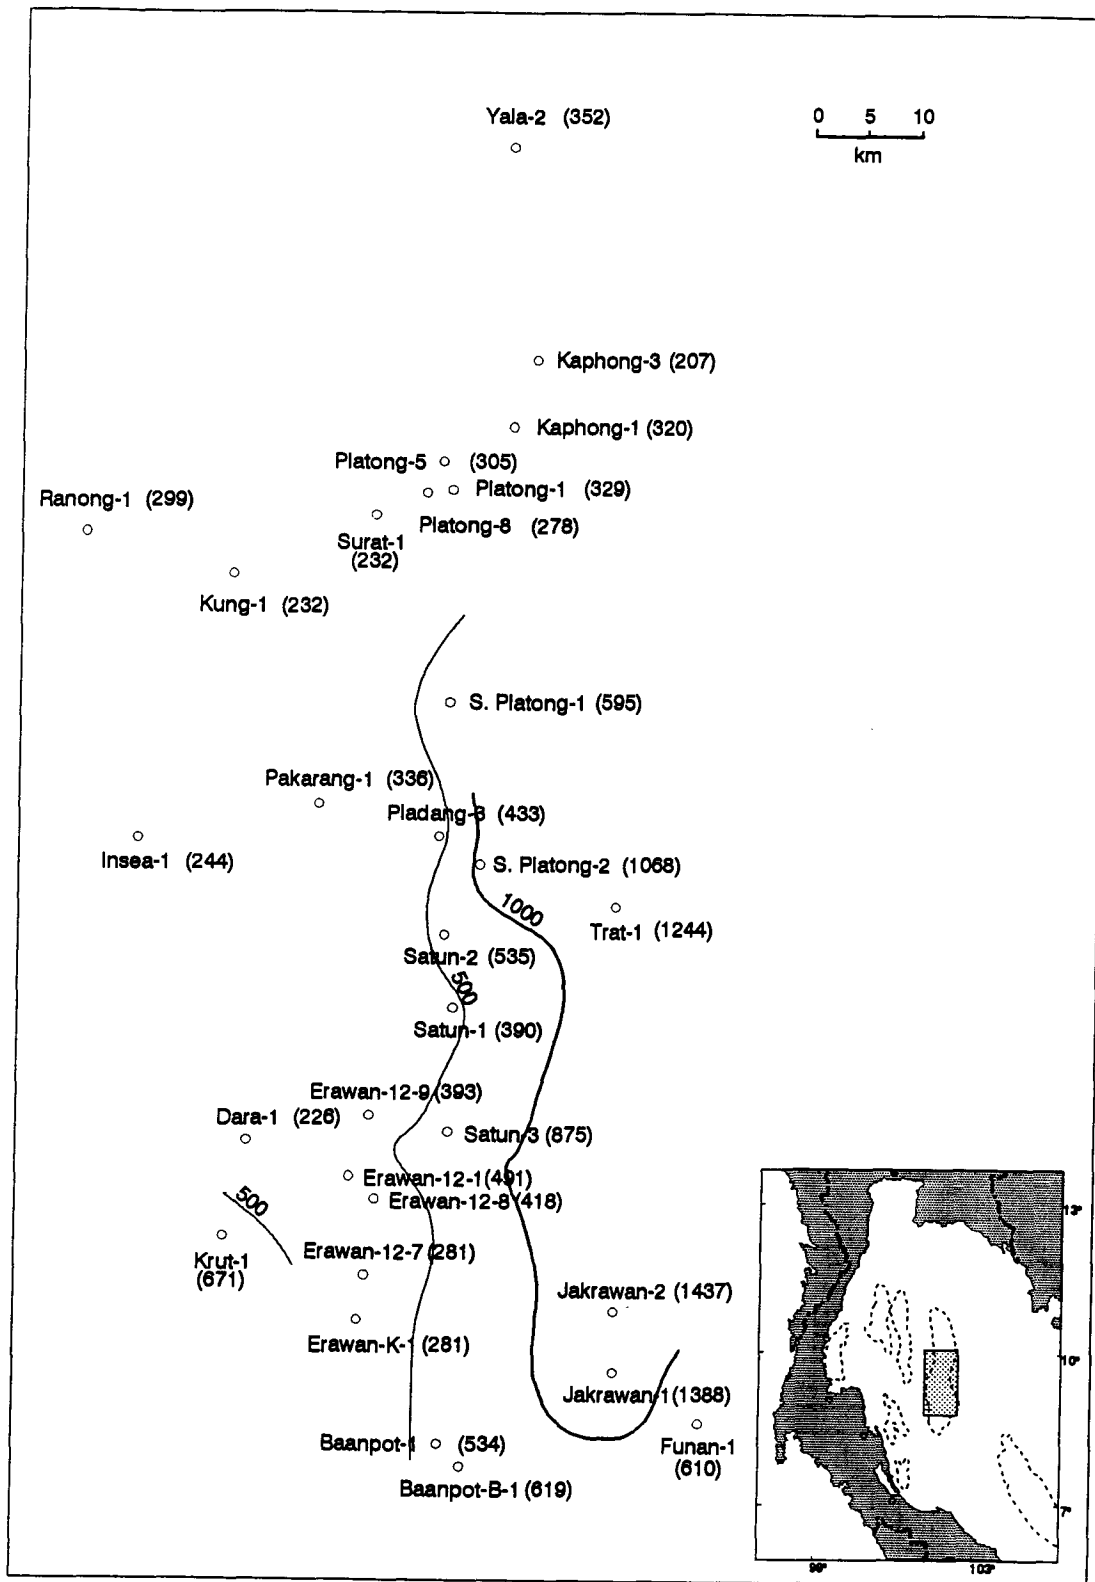 Yala-2 (352)
0 5 10
km
Kaphong-3 (207)
Kaphong-1 (320)
Platong-5 (305)
Platong-1 (329)
Ranong-1 (299)
Platong-8 (278)
Surat-1
(232)
Kung-1 (232)
S. Platong-1 (595)
Pakarang-1 (336)
Pladang-3 (433)
Insea-1 (244)
S. Platong-2 (1068)
1000
Trat-1 (1244)
Satun-2 (535)
500
Satun-1 (390)
Erawan-12-9 (393)
Dara-1 (226)
Satun-3 (875)
Erawan-12-1 (491)
500
Erawan-12-8 (418)
13°
Erawan-12-7 (281)
Krut-1
(671)
Jakrawan-2 (1437)
Erawan-K-1 (281)
10°
Jakrawan-1 (1388)
Baanpot-1 (534)
Funan-1
(610)
Baanpot-B-1 (619)
7°
99° 103°